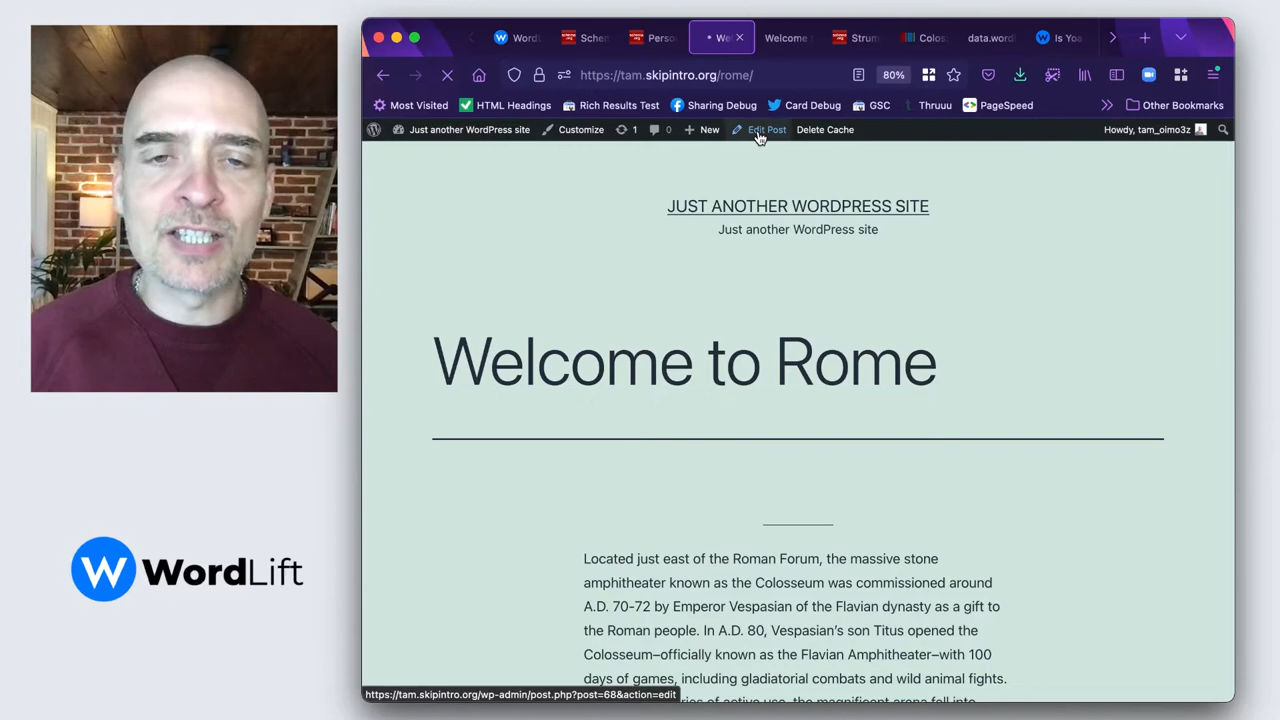 WordL
Schen
Perso
Wel
Welcome
Strum
Colos
data.word
Is Yoa
https://tam.skipintro.org/rome/
80%
Most Visited
HTML Headings
Rich Results Test
Sharing Debug
Card Debug
GSC
Thruuu
PageSpeed
Other Bookmarks
Just another WordPress site
Customize
1
0
New
Edit Post
Delete Cache
Howdy, tam_oimo3z
JUST ANOTHER WORDPRESS SITE
Just another WordPress site
Welcome to Rome
Located just east of the Roman Forum, the massive stone
amphitheater known as the Colosseum was commissioned around
A.D. 70-72 by Emperor Vespasian of the Flavian dynasty as a gift to
the Roman people. In A.D. 80, Vespasian's son Titus opened the
Colosseum–officially known as the Flavian Amphitheater–with 100
days of games, including gladiatorial combats and wild animal fights.
https://tam.skipintro.org/wp-admin/post.php?post=68&action=edit
W WordLift